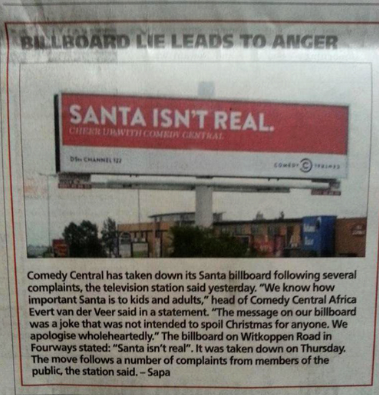 BILLBOARD LIE LEADS TO ANGER
SANTA ISN'T REAL.
CHEER UP WITH COMEDY CENTRAL
DStv CHANNEL 122
COMEDY CENTRAL
Comedy Central has taken down its Santa billboard following several
complaints, the television station said yesterday. "We know how
important Santa is to kids and adults," head of Comedy Central Africa
Evert van der Veer said in a statement. "The message on our billboard
was a joke that was not intended to spoil Christmas for anyone. We
apologise wholeheartedly." The billboard on Witkoppen Road in
Fourways stated: "Santa isn't real". It was taken down on Thursday.
The move follows a number of complaints from members of the
public, the station said. – Sapa